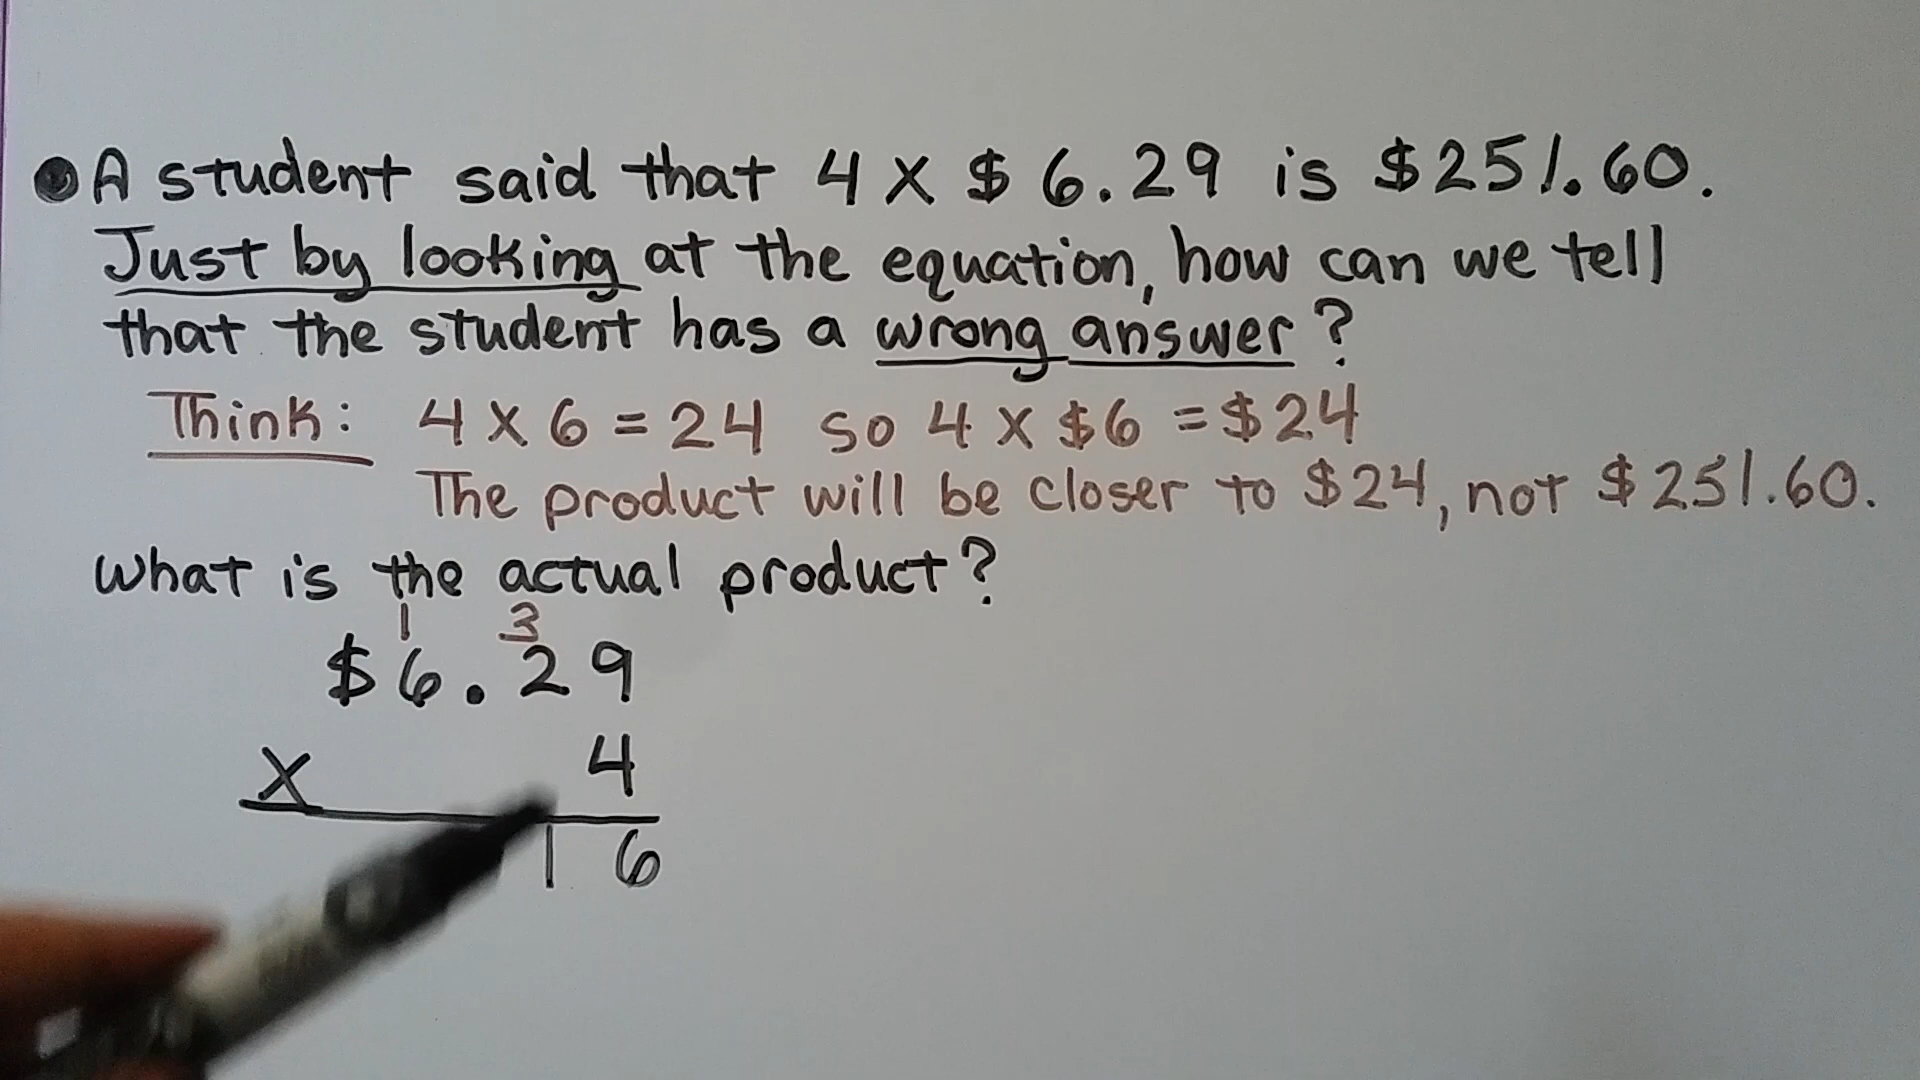 A student said that 4 x $6.29 is $251.60.
Just by looking at the equation, how can we tell
that the student has a wrong answer?
Think: 4 x 6 = 24 so 4 x $6 = $24
The product will be closer to $24, not $251.60.
What is the actual product?
1 3
$6.29
x 4
1 6